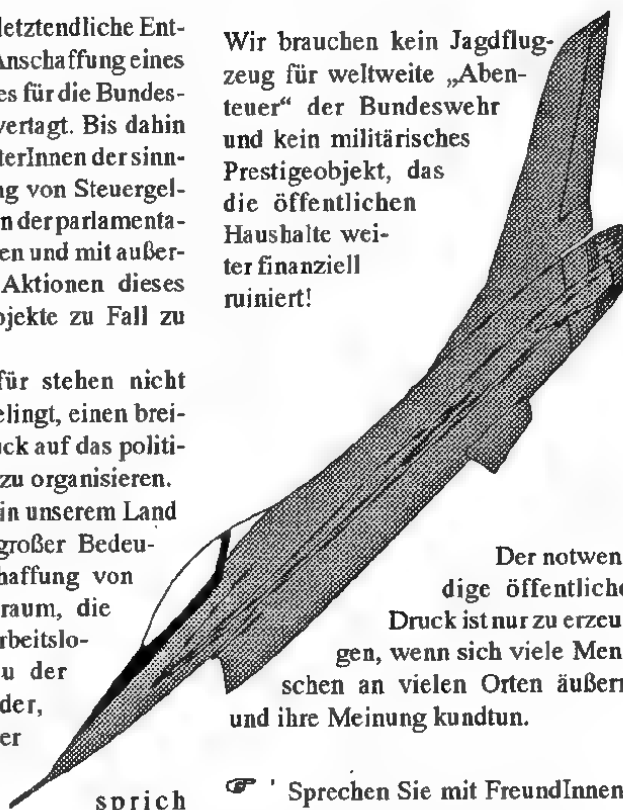 letztendliche Ent-
Anschaffung eines
es für die Bundes-
vertagt. Bis dahin
terInnen der sinn-
ng von Steuergel-
n der parlamenta-
en und mit außer-
Aktionen dieses
ojekte zu Fall zu
für stehen nicht
elingt, einen brei-
uck auf das politi-
zu organisieren.
in unserem Land
großer Bedeu-
haffung von
raum, die
rbeitslo-
u der
der,
er
sprich
Wir brauchen kein Jagdflug-
zeug für weltweite „Aben-
teuer“ der Bundeswehr
und kein militärisches
Prestigeobjekt, das
die öffentlichen
Haushalte wei-
ter finanziell
ruiniert!
Der notwen
dige öffentliche
Druck ist nur zu erzeu
gen, wenn sich viele Men
schen an vielen Orten äußern
und ihre Meinung kundtun.
☞ ' Sprechen Sie mit FreundInnen